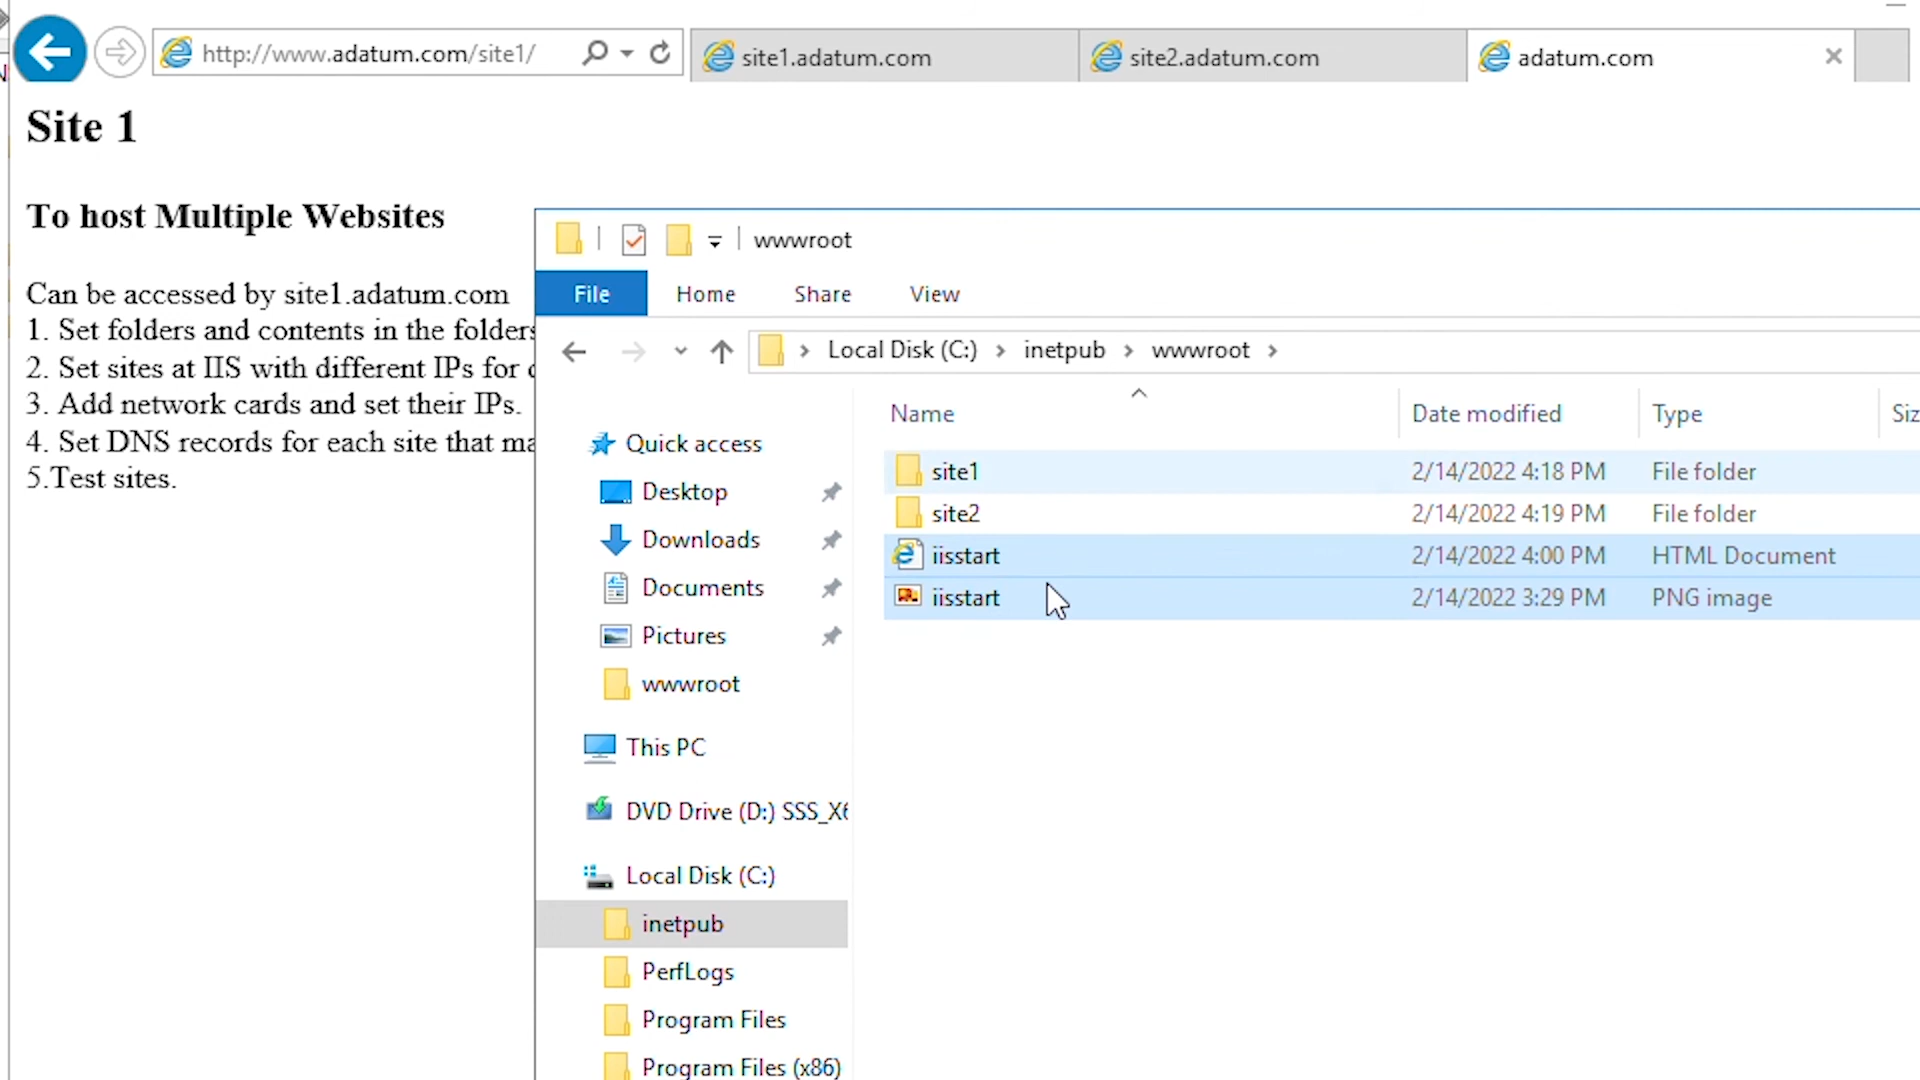 http://www.adatum.com/site1/
site1.adatum.com
site2.adatum.com
adatum.com
Site 1
To host Multiple Websites
Can be accessed by site1.adatum.com
1. Set folders and contents in the folders
2. Set sites at IIS with different IPs for
3. Add network cards and set their IPs.
4. Set DNS records for each site that
5.Test sites.
wwwroot
File Home Share View
Local Disk (C:) inetpub wwwroot
Name Date modified Type
site1 2/14/2022 4:18 PM File folder
site2 2/14/2022 4:19 PM File folder
iisstart 2/14/2022 4:00 PM HTML Document
iisstart 2/14/2022 3:29 PM PNG image
Quick access
Desktop
Downloads
Documents
Pictures
wwwroot
This PC
DVD Drive (D:)
Local Disk (C:)
inetpub
PerfLogs
Program Files
Program Files (x86)